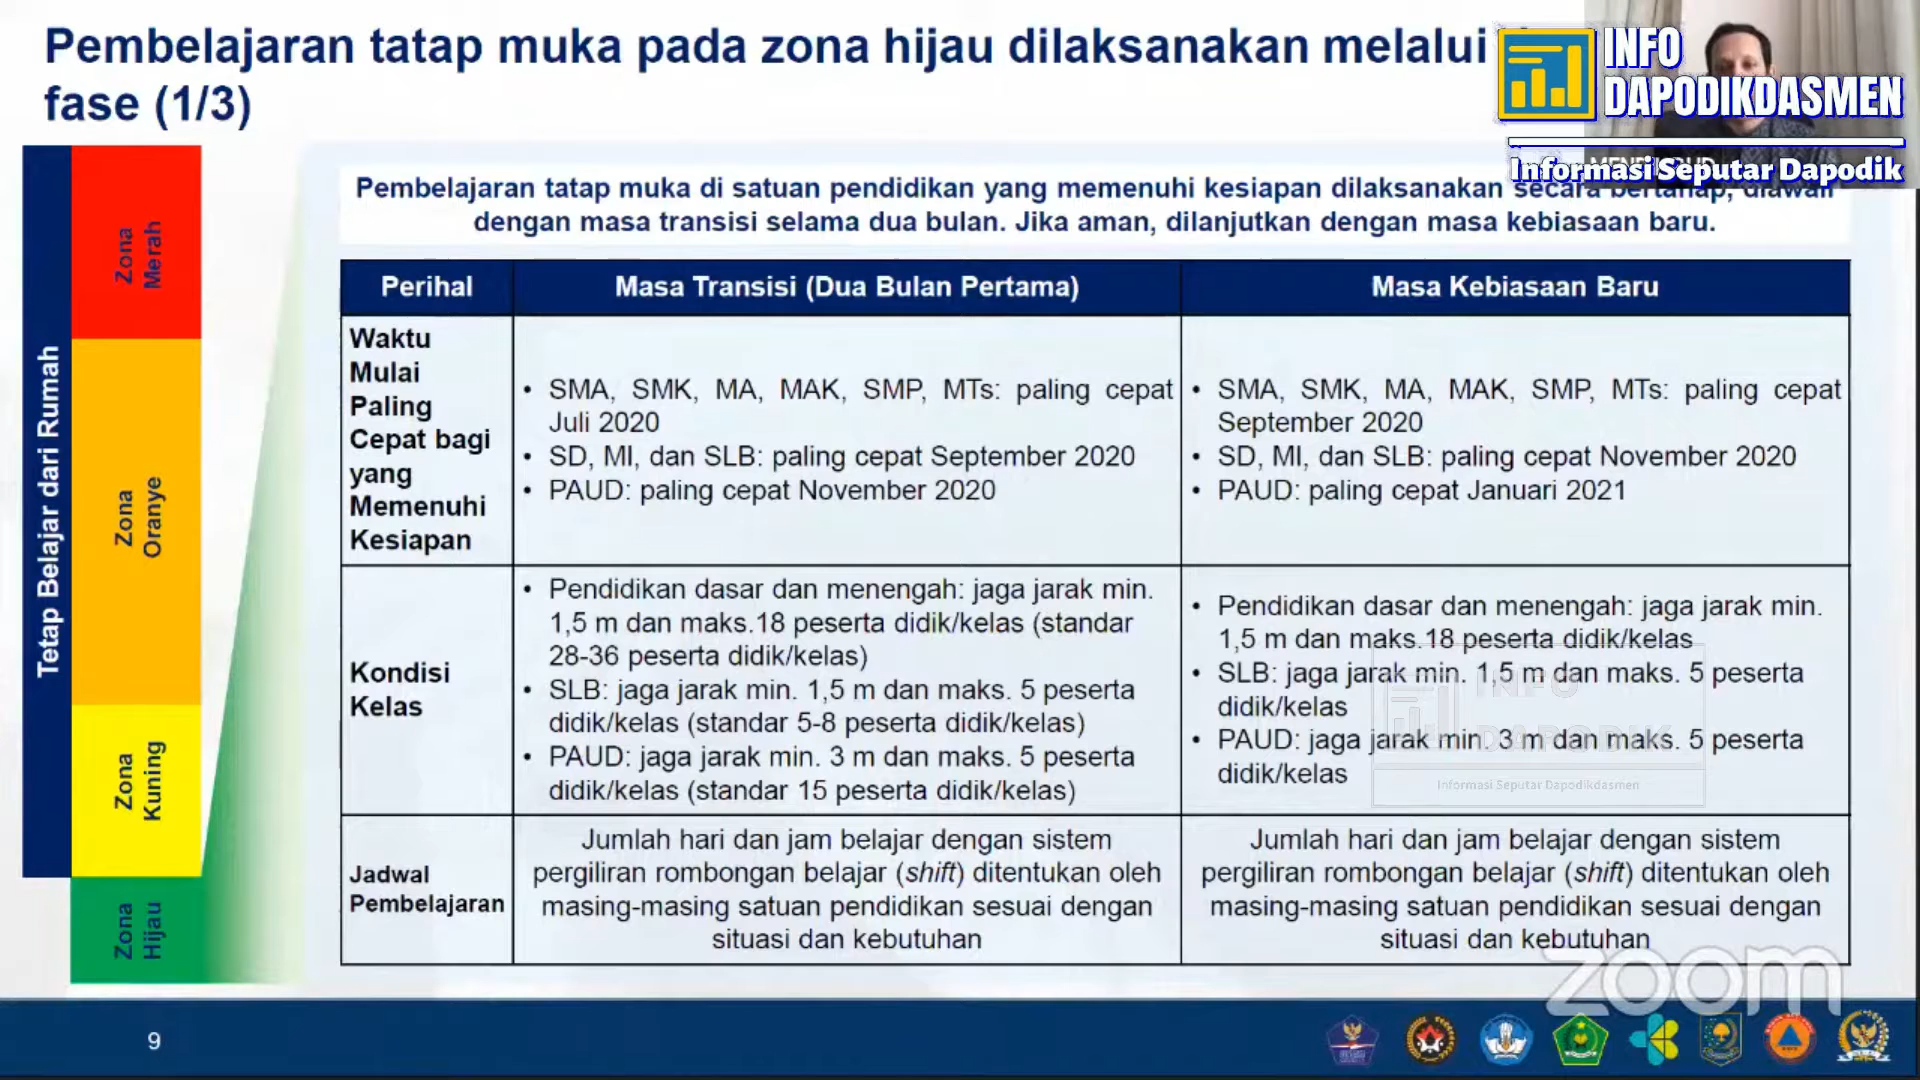 Pembelajaran tatap muka pada zona hijau dilaksanakan melalui
fase (1/3)
INFO
DAPODIKDASMEN
Informasi Seputar Dapodik
Tetap Belajar dari Rumah
Zona
Merah
Zona
Oranye
Zona
Kuning
Zona
Hijau
Pembelajaran tatap muka di satuan pendidikan yang memenuhi kesiapan dilaksanakan secara bertahap, diawali
dengan masa transisi selama dua bulan. Jika aman, dilanjutkan dengan masa kebiasaan baru.
Perihal
Masa Transisi (Dua Bulan Pertama)
Masa Kebiasaan Baru
Waktu
Mulai
Paling
Cepat bagi
yang
Memenuhi
Kesiapan
• SMA, SMK, MA, MAK, SMP, MTs: paling cepat
Juli 2020
• SD, MI, dan SLB: paling cepat September 2020
• PAUD: paling cepat November 2020
• SMA, SMK, MA, MAK, SMP, MTs: paling cepat
September 2020
• SD, MI, dan SLB: paling cepat November 2020
• PAUD: paling cepat Januari 2021
Kondisi
Kelas
• Pendidikan dasar dan menengah: jaga jarak min.
1,5 m dan maks.18 peserta didik/kelas (standar
28-36 peserta didik/kelas)
• SLB: jaga jarak min. 1,5 m dan maks. 5 peserta
didik/kelas (standar 5-8 peserta didik/kelas)
• PAUD: jaga jarak min. 3 m dan maks. 5 peserta
didik/kelas (standar 15 peserta didik/kelas)
• Pendidikan dasar dan menengah: jaga jarak min.
1,5 m dan maks.18 peserta didik/kelas
• SLB: jaga jarak min. 1,5 m dan maks. 5 peserta
didik/kelas
• PAUD: jaga jarak min. 3 m dan maks. 5 peserta
didik/kelas
INFO
DAPODIK
Informasi Seputar Dapodikdasmen
Jadwal
Pembelajaran
Jumlah hari dan jam belajar dengan sistem
pergiliran rombongan belajar (shift) ditentukan oleh
masing-masing satuan pendidikan sesuai dengan
situasi dan kebutuhan
Jumlah hari dan jam belajar dengan sistem
pergiliran rombongan belajar (shift) ditentukan oleh
masing-masing satuan pendidikan sesuai dengan
situasi dan kebutuhan
zoom
9